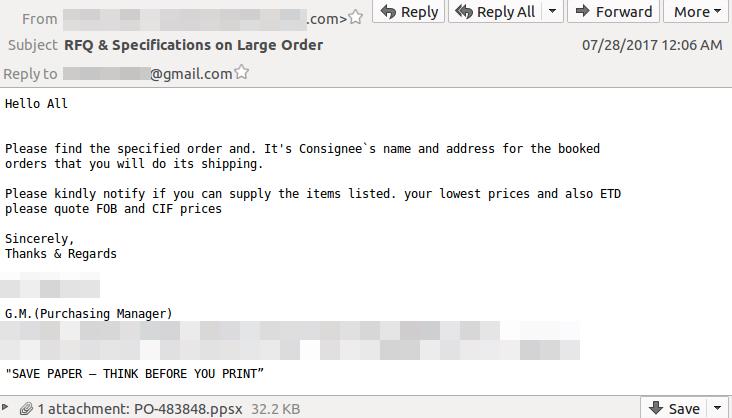 From .com>
Reply
Reply All
Forward
More
Subject RFQ & Specifications on Large Order 07/28/2017 12:06 AM
Reply to @gmail.com
Hello All
Please find the specified order and. It's Consignee`s name and address for the booked
orders that you will do its shipping.
Please kindly notify if you can supply the items listed. your lowest prices and also ETD
please quote FOB and CIF prices
Sincerely,
Thanks & Regards
G.M.(Purchasing Manager)
"SAVE PAPER – THINK BEFORE YOU PRINT”
1 attachment: PO-483848.ppsx 32.2 KB
Save